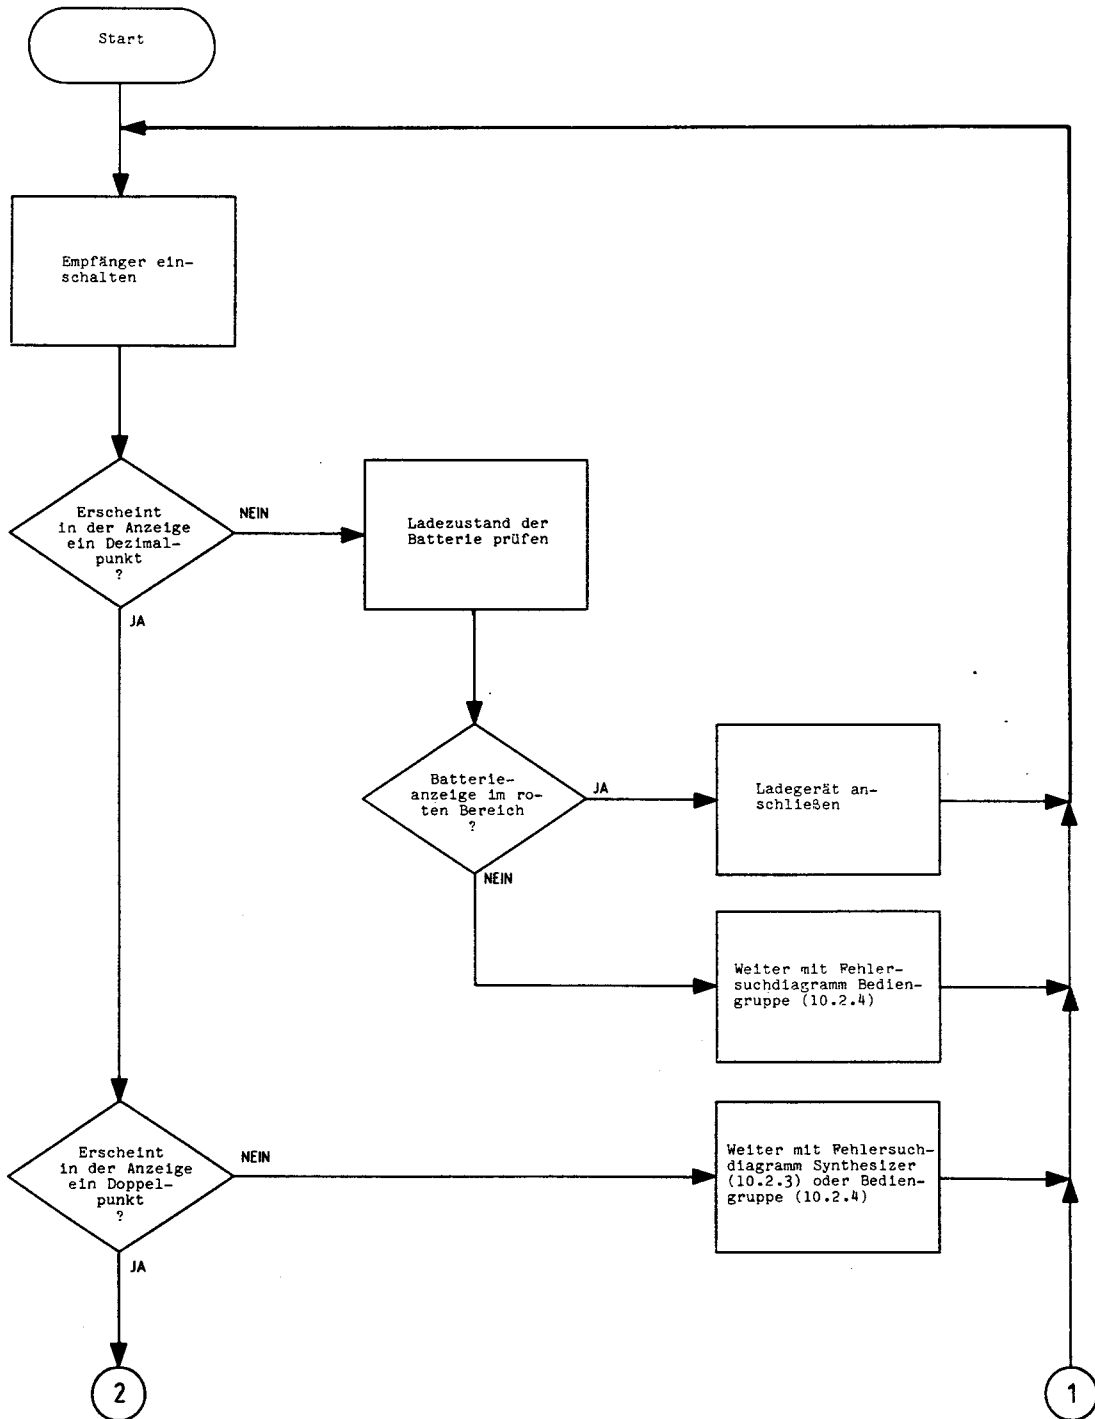 Start
Empfänger ein-
schalten
Erscheint
in der Anzeige
ein Dezimal-
punkt
?
NEIN
JA
Ladezustand der
Batterie prüfen
Batterie-
anzeige im ro-
ten Bereich
?
JA
NEIN
Ladegerät an-
schließen
Weiter mit Fehler-
suchdiagramm Bedien-
gruppe (10.2.4)
Erscheint
in der Anzeige
ein Doppel-
punkt
?
NEIN
JA
Weiter mit Fehlersuch-
diagramm Synthesizer
(10.2.3) oder Bedien-
gruppe (10.2.4)
2
1